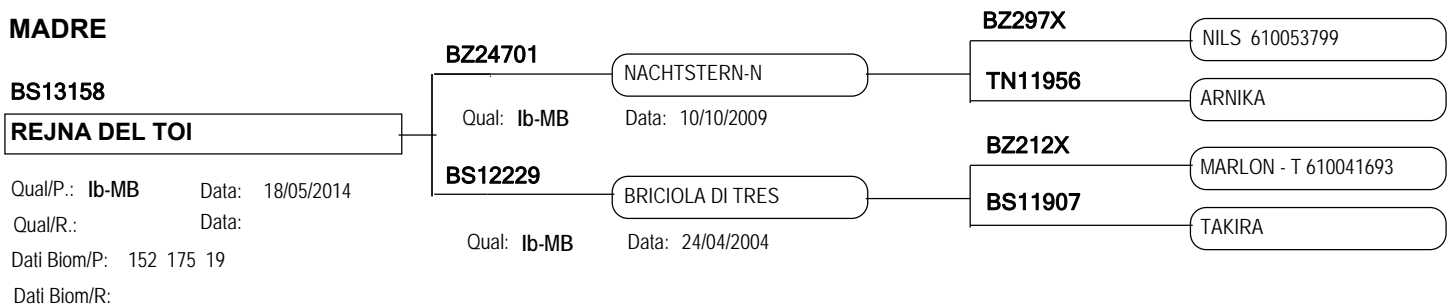 MADRE
BS13158
REJNA DEL TOI
Qual/P.: Ib-MB Data: 18/05/2014
Qual/R.: Data:
Dati Biom/P: 152 175 19
Dati Biom/R:
BZ24701
NACHTSTERN-N
Qual: Ib-MB Data: 10/10/2009
BS12229
BRICIOLA DI TRES
Qual: Ib-MB Data: 24/04/2004
BZ297X
NILS 610053799
TN11956
ARNIKA
BZ212X
MARLON - T 610041693
BS11907
TAKIRA